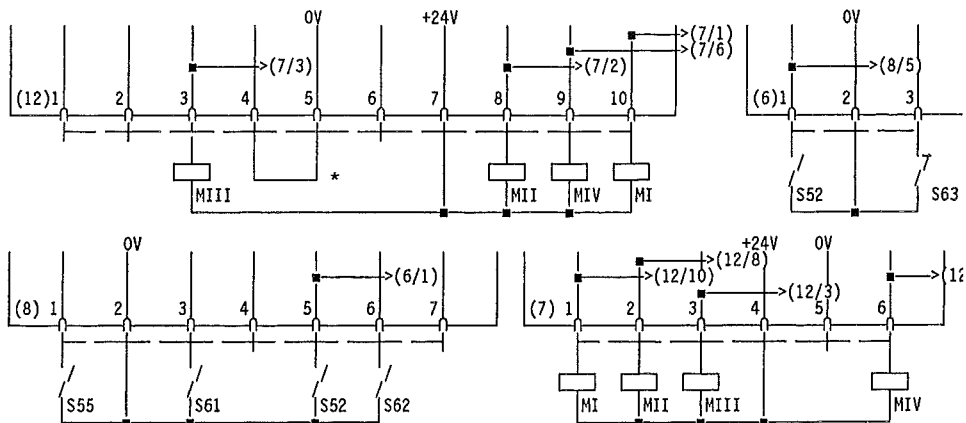 0V +24V 0V
>(7/1)
>(7/6)
>(7/3) >(7/2) >(8/5)
(12)1 2 3 4 5 6 7 8 9 10 (6)1 2 3
MIII * MII MIV MI S52 S63
0V +24V 0V
>(12/8)
>(6/1) >(12/10) >(12
>(12/3)
(8) 1 2 3 4 5 6 7 (7) 1 2 3 4 5 6
S55 S61 S52 S62 MI MII MIII MIV